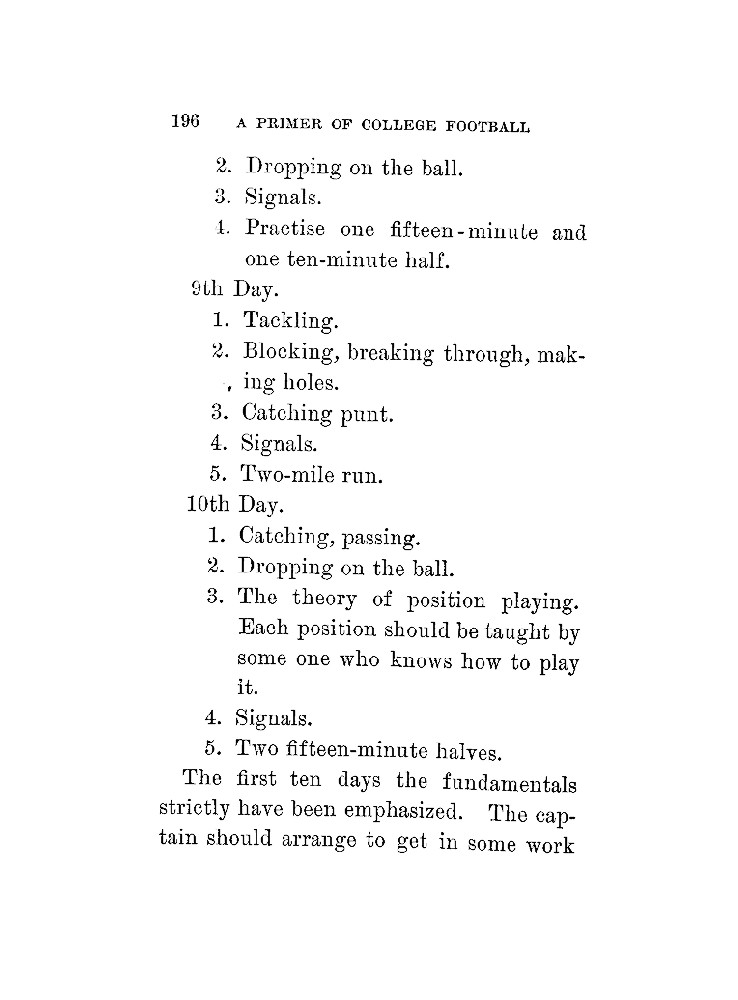 196 A PRIMER OF COLLEGE FOOTBALL
2. Dropping on the ball.
3. Signals.
4. Practise one fifteen-minute and
one ten-minute half.
9th Day.
1. Tackling.
2. Blocking, breaking through, mak-
ing holes.
3. Catching punt.
4. Signals.
5. Two-mile run.
10th Day.
1. Catching, passing.
2. Dropping on the ball.
3. The theory of position playing.
Each position should be taught by
some one who knows how to play
it.
4. Signals.
5. Two fifteen-minute halves.
The first ten days the fundamentals
strictly have been emphasized. The cap-
tain should arrange to get in some work